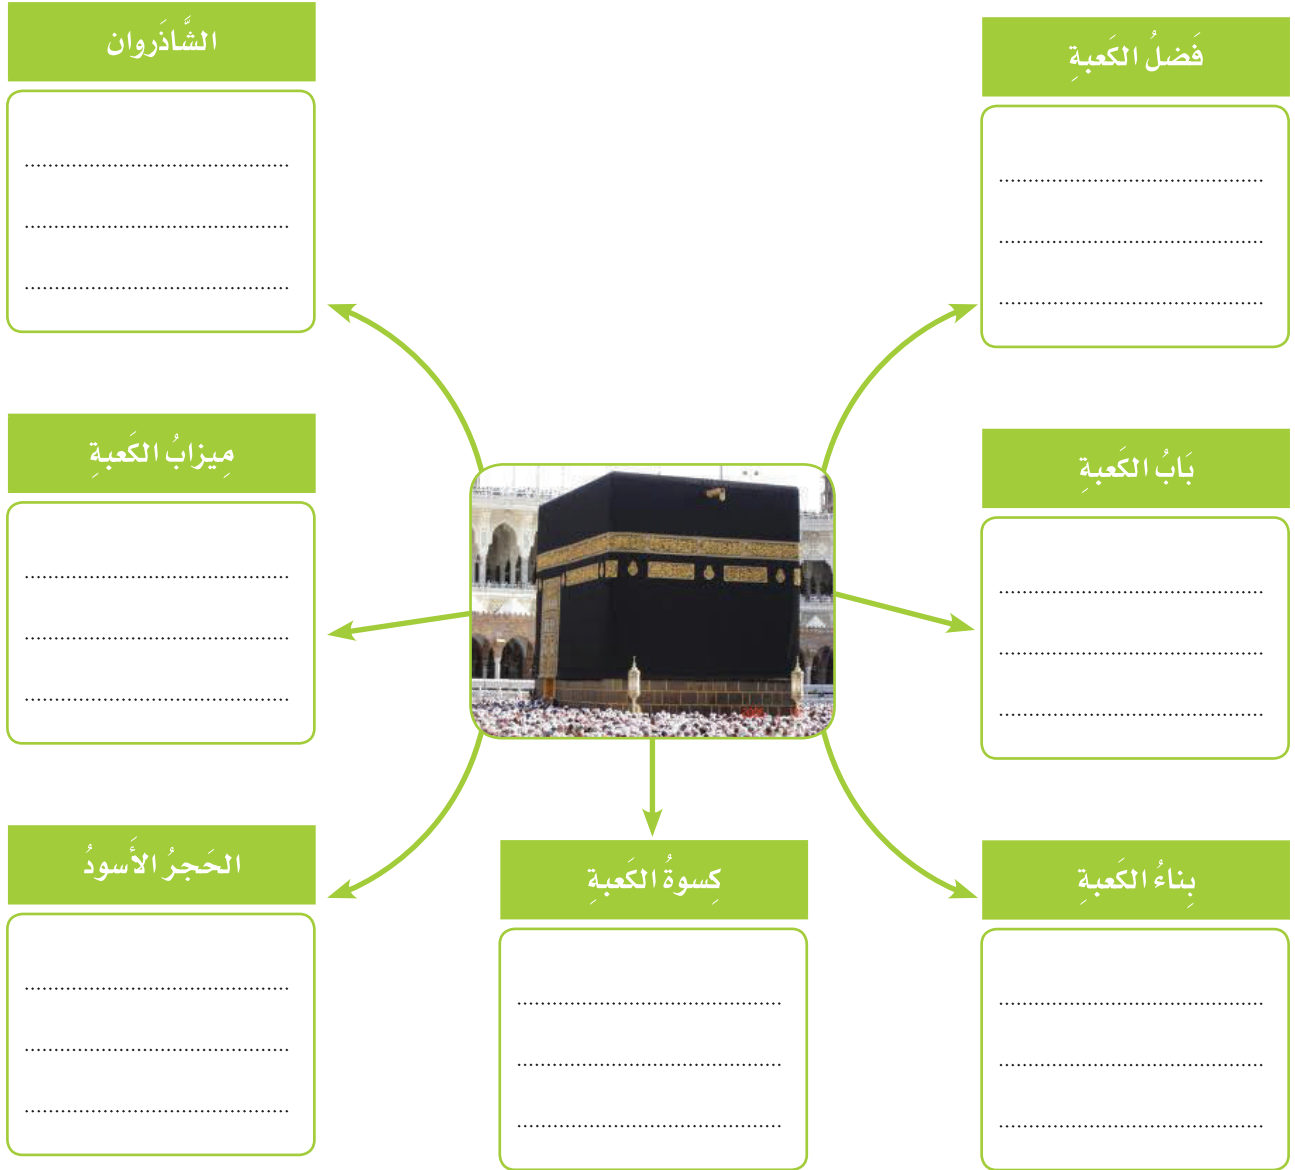 فَضلُ الكَعبةِ
بَابُ الكَعبةِ
بِناءُ الكَعبةِ
كِسوةُ الكَعبةِ
الشَّاذَروان
مِيزابُ الكَعبةِ
الحَجرُ الأَسودُ